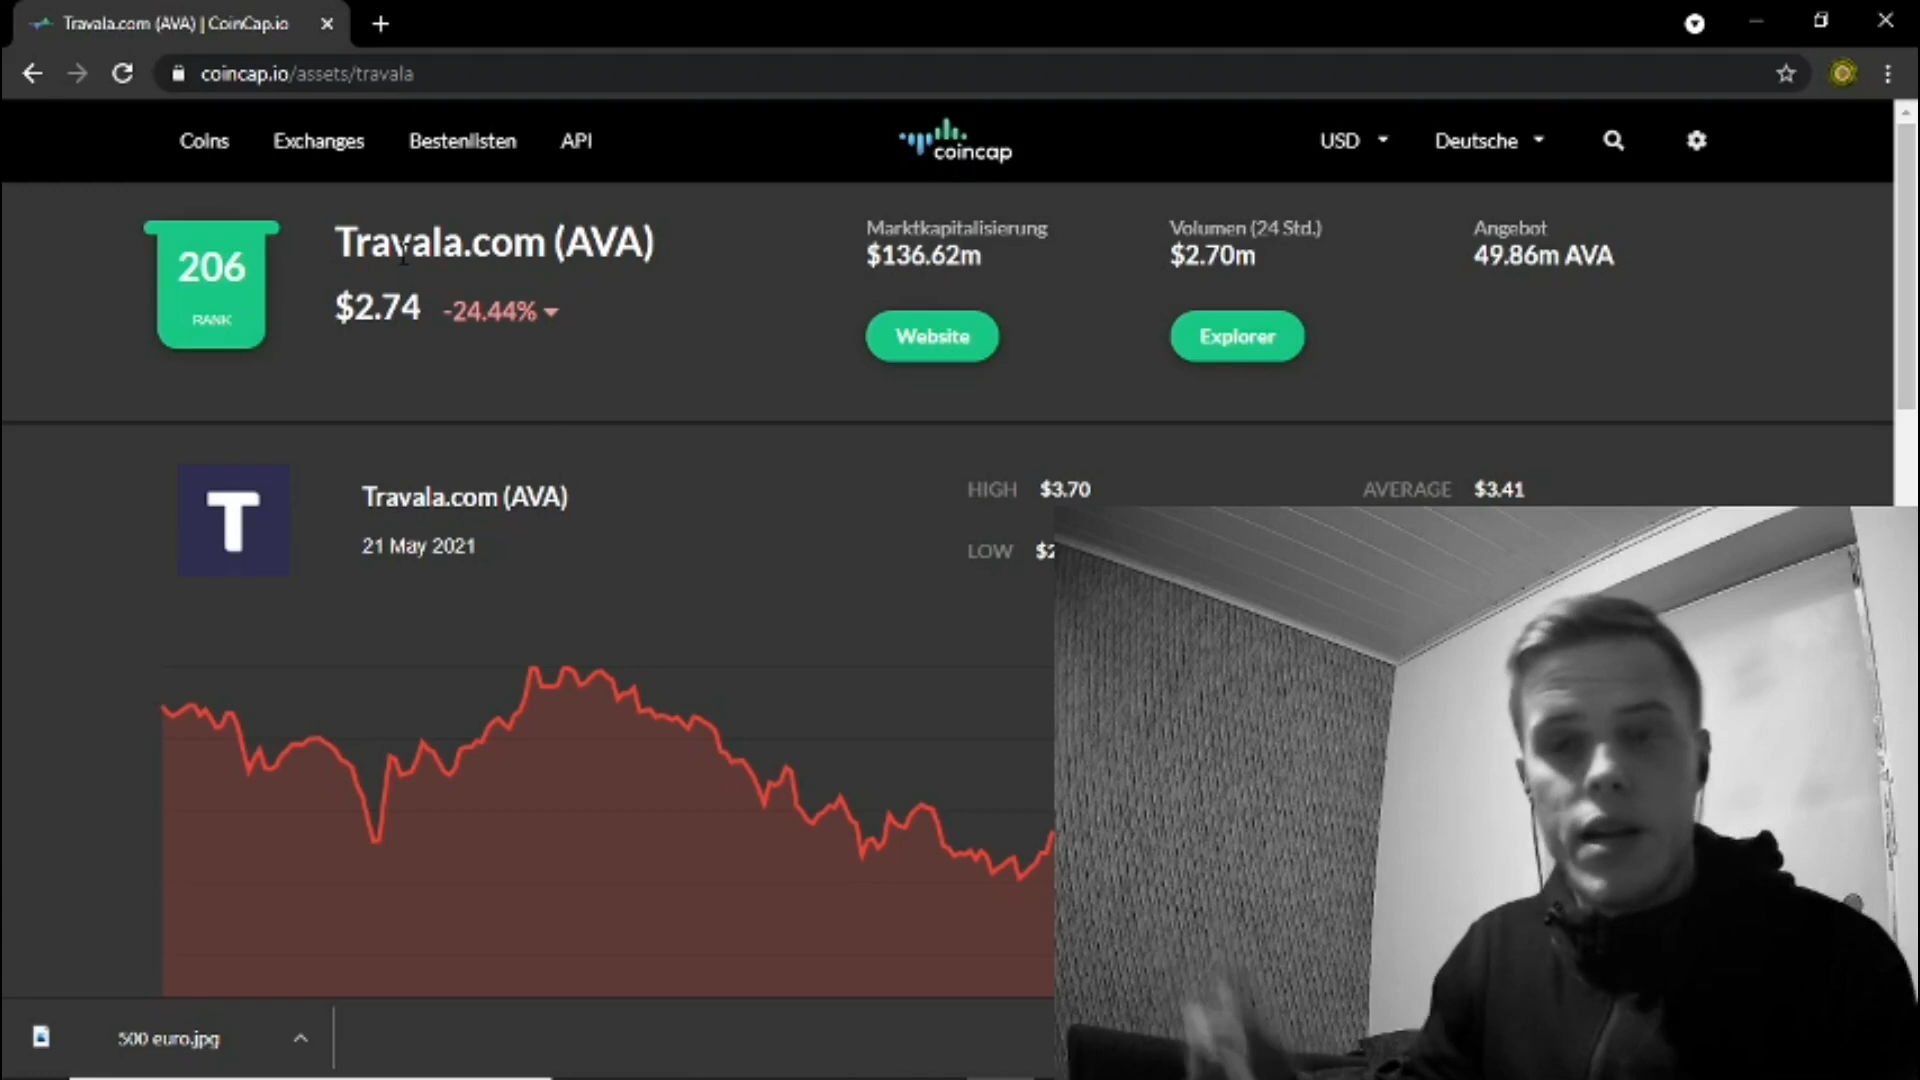 Travala.com (AVA) | CoinCap.io
coincap.io/assets/travala
Coins Exchanges Bestenlisten API coincap USD Deutsche
206
RANK
Travala.com (AVA)
$2.74 -24.44%
Marktkapitalisierung
$136.62m
Volumen (24 Std.)
$2.70m
Angebot
49.86m AVA
Website
Explorer
T
Travala.com (AVA)
21 May 2021
HIGH $3.70
AVERAGE $3.41
LOW
500 euro.jpg